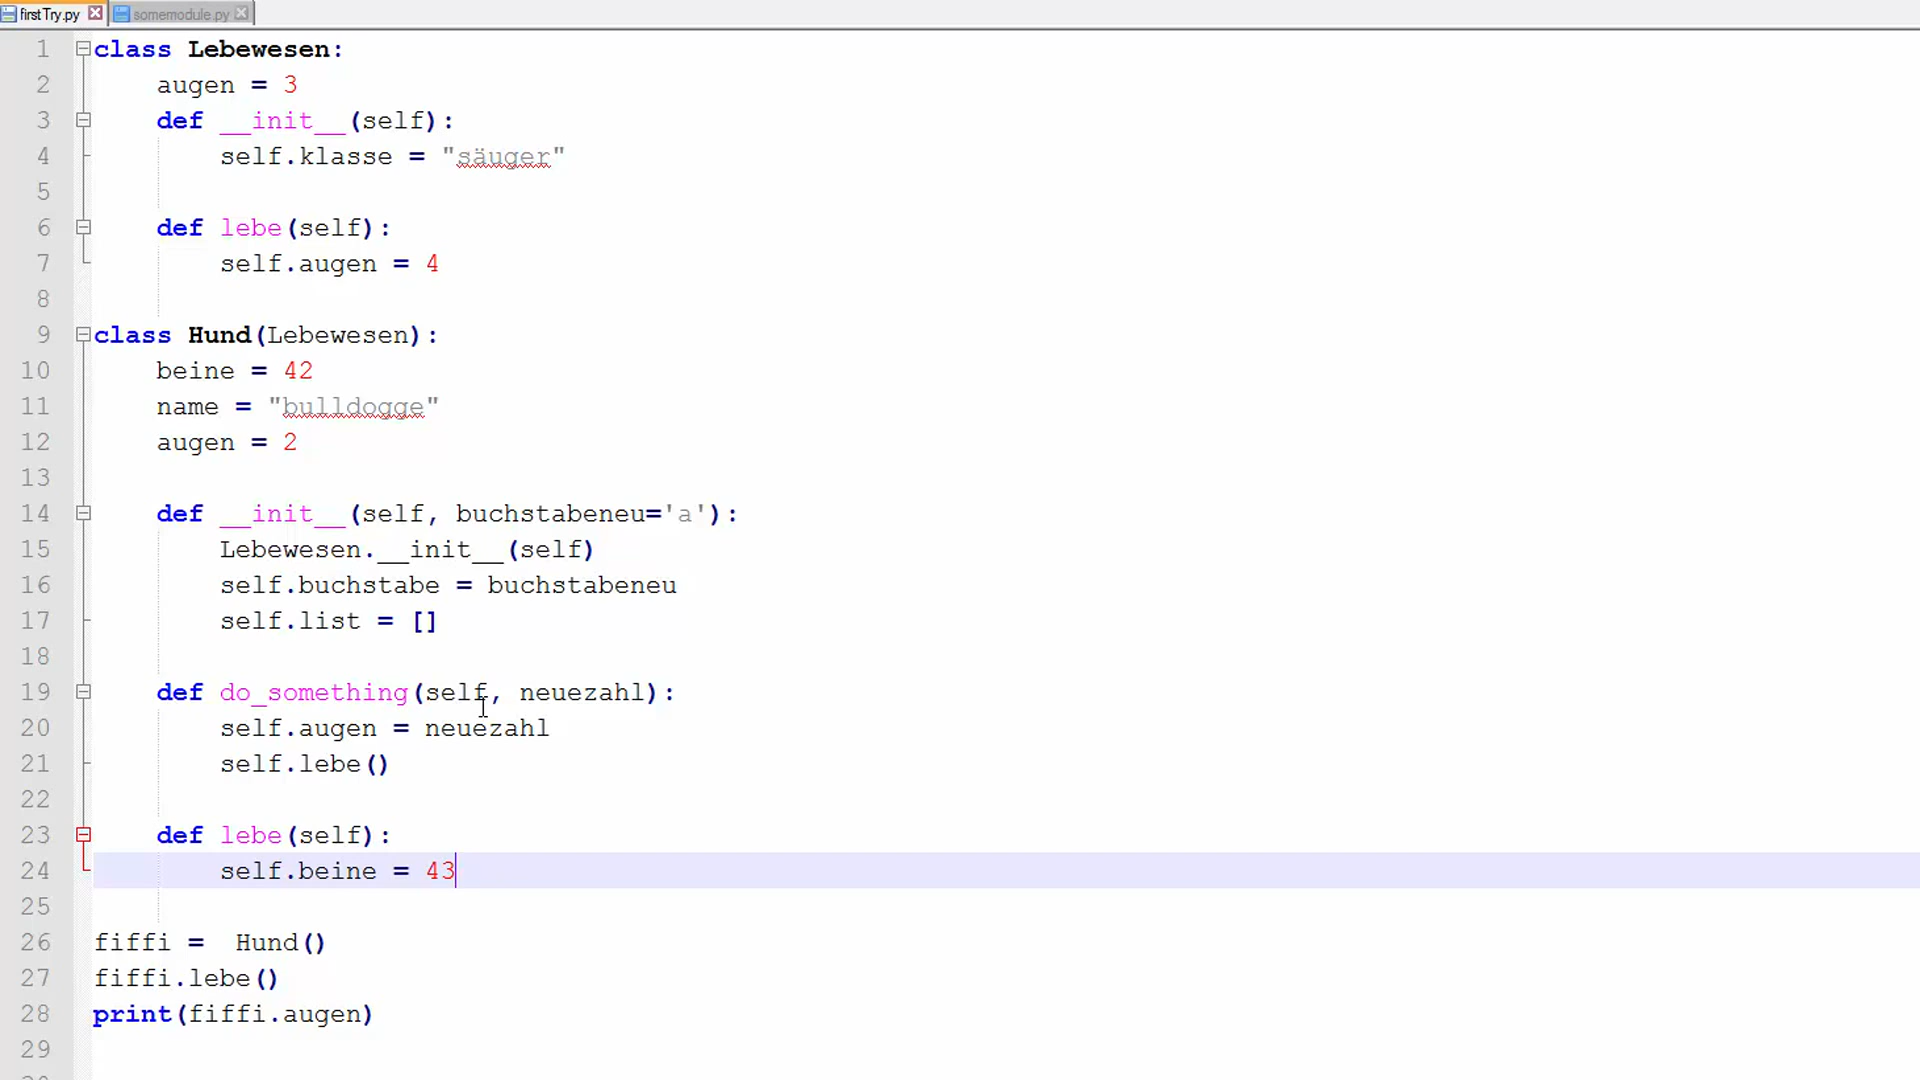 firstTry.py somemodule.py
1 class Lebewesen:
2     augen = 3
3     def __init__(self):
4         self.klasse = "säuger"
5
6     def lebe(self):
7         self.augen = 4
8
9 class Hund(Lebewesen):
10     beine = 42
11     name = "bulldogge"
12     augen = 2
13
14     def __init__(self, buchstabeneu='a'):
15         Lebewesen.__init__(self)
16         self.buchstabe = buchstabeneu
17         self.list = []
18
19     def do_something(self, neuezahl):
20         self.augen = neuezahl
21         self.lebe()
22
23     def lebe(self):
24         self.beine = 43
25
26 fiffi =  Hund()
27 fiffi.lebe()
28 print(fiffi.augen)
29